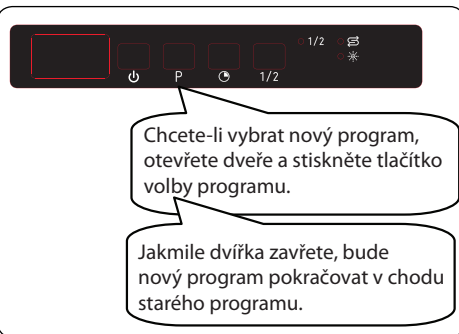 1/2
P
1/2
Chcete-li vybrat nový program,
otevřete dveře a stiskněte tlačítko
volby programu.
Jakmile dvířka zavřete, bude
nový program pokračovat v chodu
starého programu.